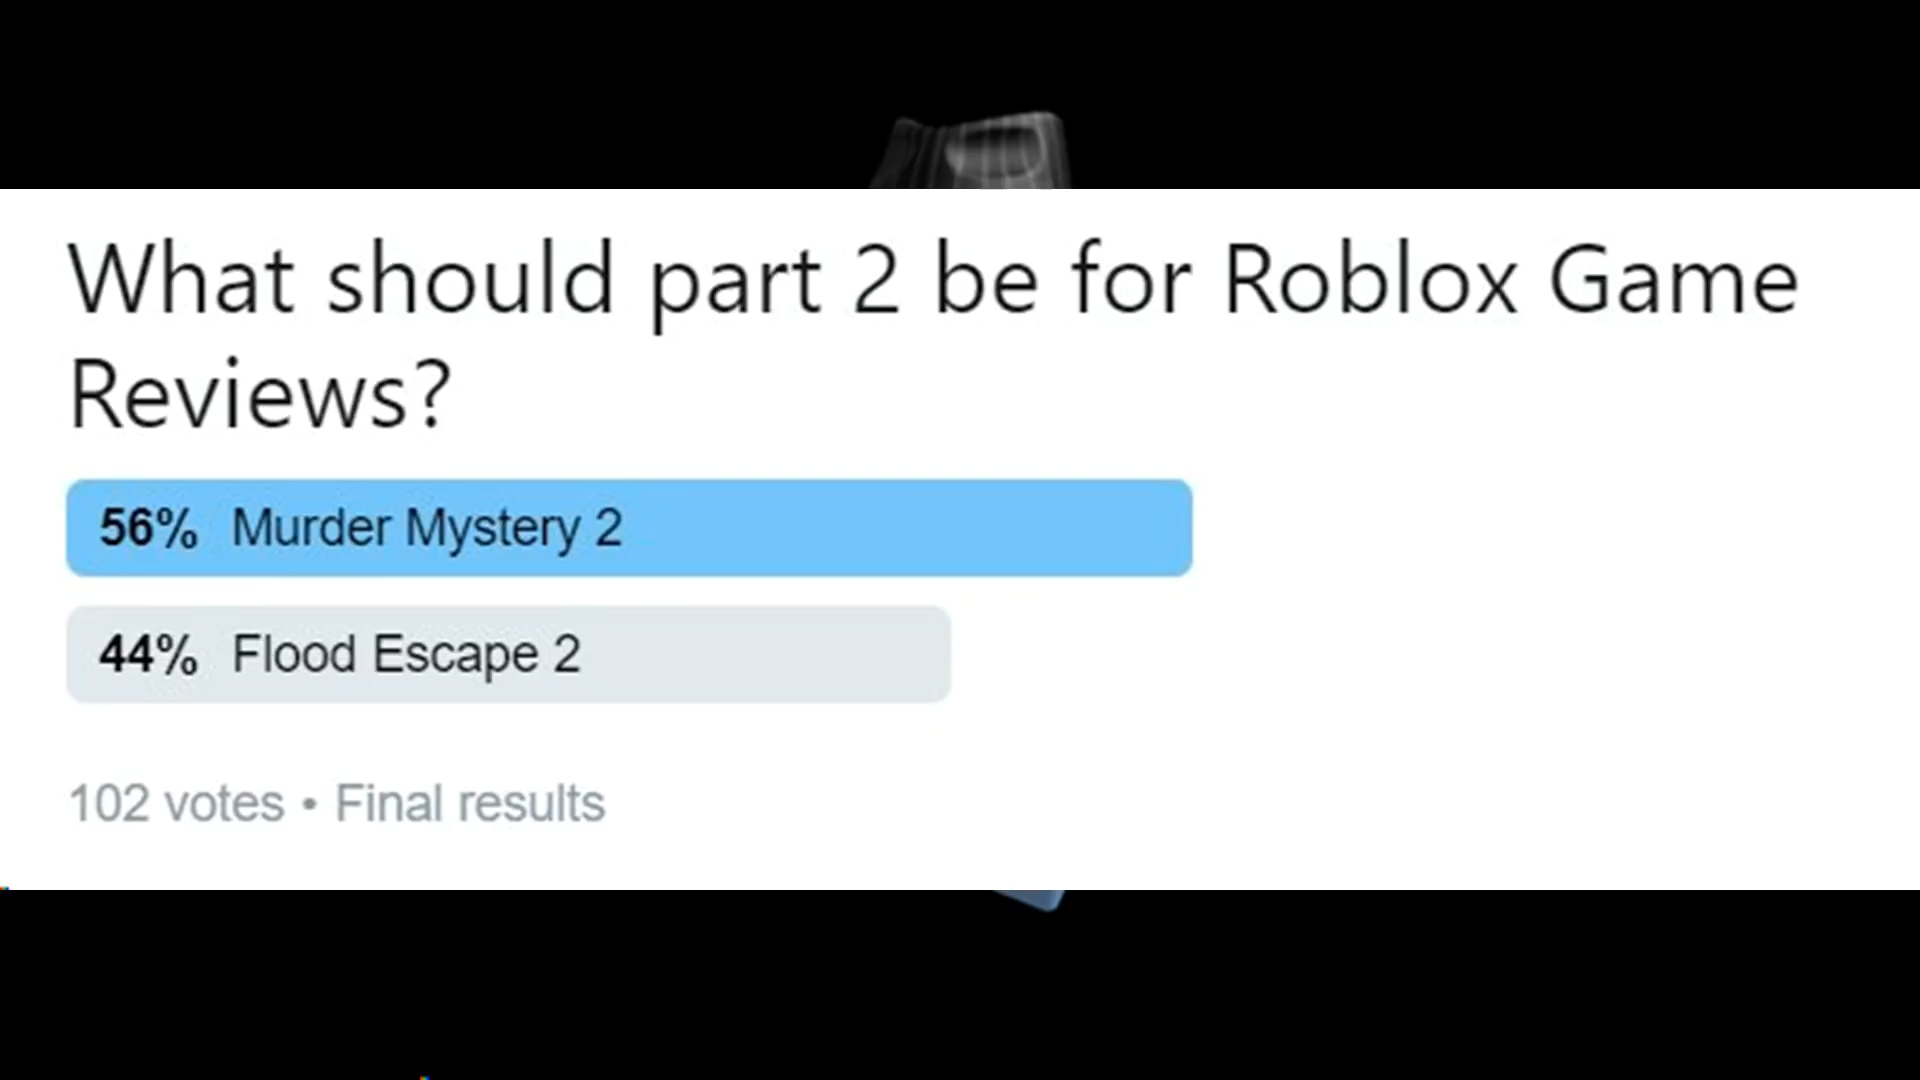 What should part 2 be for Roblox Game
Reviews?
56% Murder Mystery 2
44% Flood Escape 2
102 votes • Final results